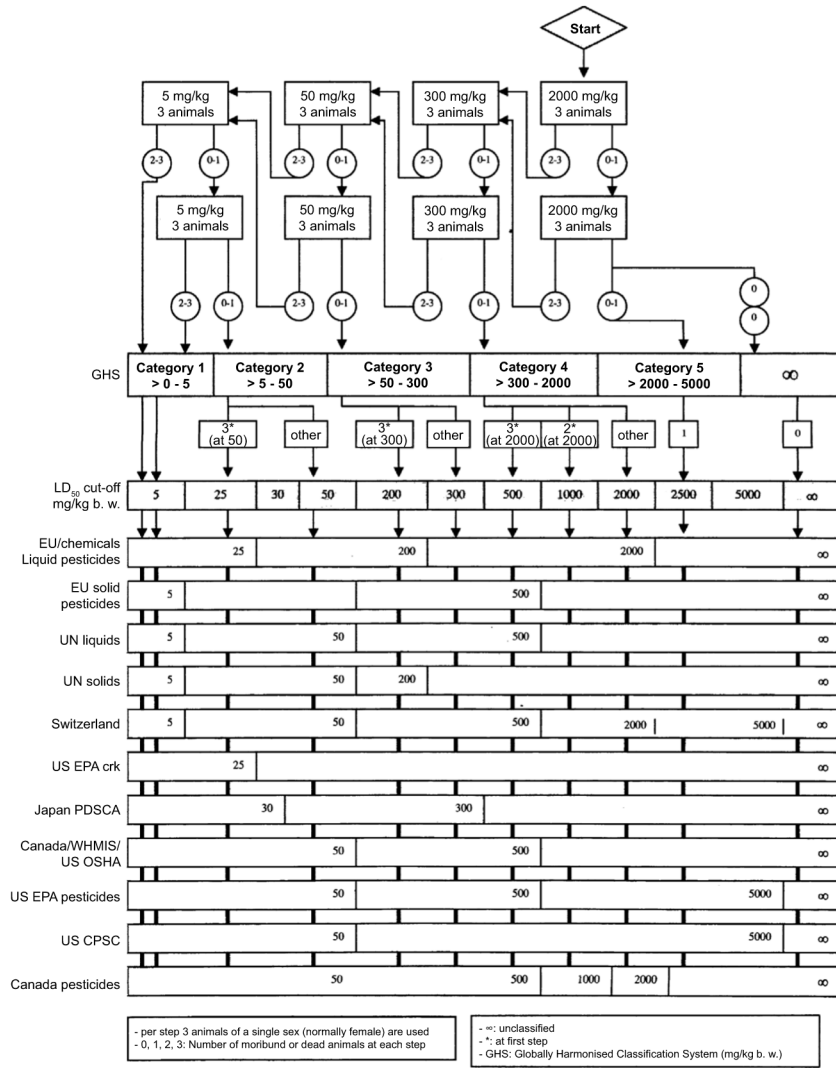 Start
5 mg/kg
3 animals
50 mg/kg
3 animals
300 mg/kg
3 animals
2000 mg/kg
3 animals
2-3
0-1
2-3
0-1
2-3
0-1
2-3
0-1
5 mg/kg
3 animals
50 mg/kg
3 animals
300 mg/kg
3 animals
2000 mg/kg
3 animals
2-3
0-1
2-3
0-1
2-3
0-1
2-3
0-1
0
0
GHS
Category 1
> 0 - 5
Category 2
> 5 - 50
Category 3
> 50 - 300
Category 4
> 300 - 2000
Category 5
> 2000 - 5000
∞
3*
(at 50)
other
3*
(at 300)
other
3*
(at 2000)
2*
(at 2000)
other
1
0
LD50 cut-off
mg/kg b. w.
5 25 30 50 200 300 500 1000 2000 2500 5000 ∞
EU/chemicals
Liquid pesticides
25 200 2000 ∞
EU solid
pesticides
5 500 ∞
UN liquids
5 50 500 ∞
UN solids
5 50 200 ∞
Switzerland
5 50 500 2000 5000 ∞
US EPA crk
25 ∞
Japan PDSCA
30 300 ∞
Canada/WHMIS/
US OSHA
50 500 ∞
US EPA pesticides
50 500 5000 ∞
US CPSC
50 5000 ∞
Canada pesticides
50 500 1000 2000 ∞
- per step 3 animals of a single sex (normally female) are used
- 0, 1, 2, 3: Number of moribund or dead animals at each step
- ∞: unclassified
- *: at first step
- GHS: Globally Harmonised Classification System (mg/kg b. w.)